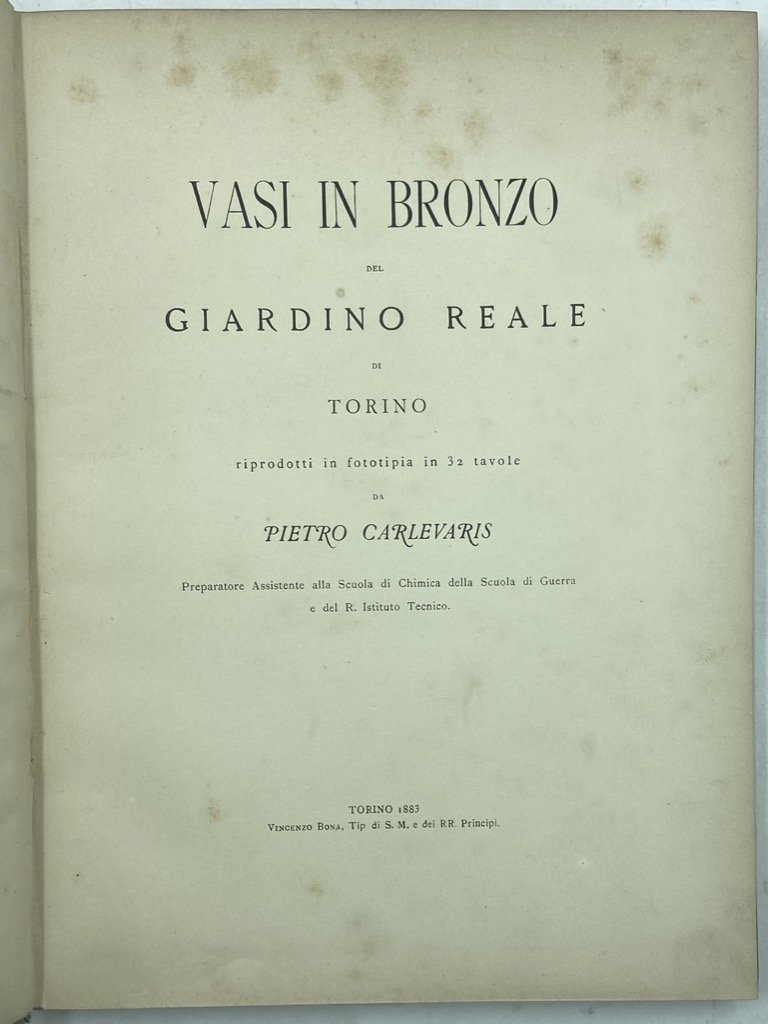 VASI IN BRONZO
DEL
GIARDINO REALE
DI
TORINO
riprodotti in fototipia in 32 tavole
DA
PIETRO CARLEVARIS
Preparatore Assistente alla Scuola di Chimica della Scuola di Guerra
e del R. Istituto Tecnico.
TORINO 1883
VINCENZO BONA, Tip di S. M. e dei RR. Principi.